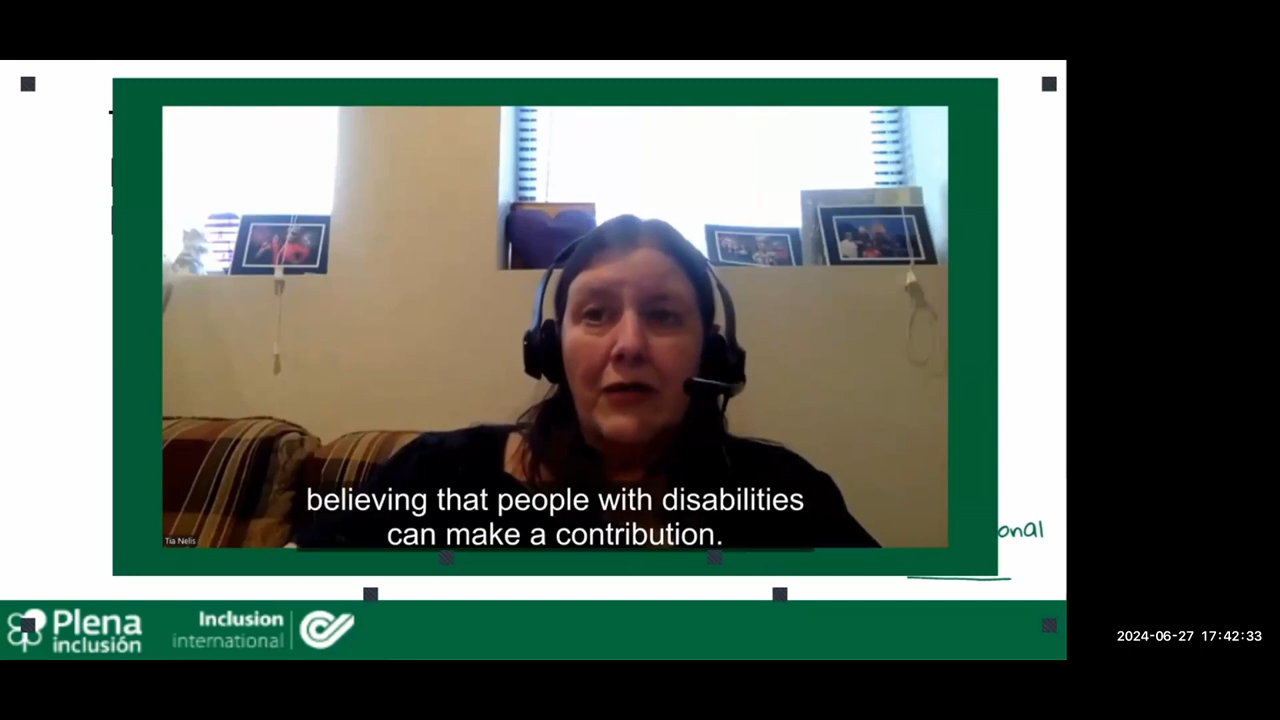 believing that people with disabilities
can make a contribution.
Tia Nelis
onal
Plena
inclusión
Inclusion
international
2024-06-27 17:42:33